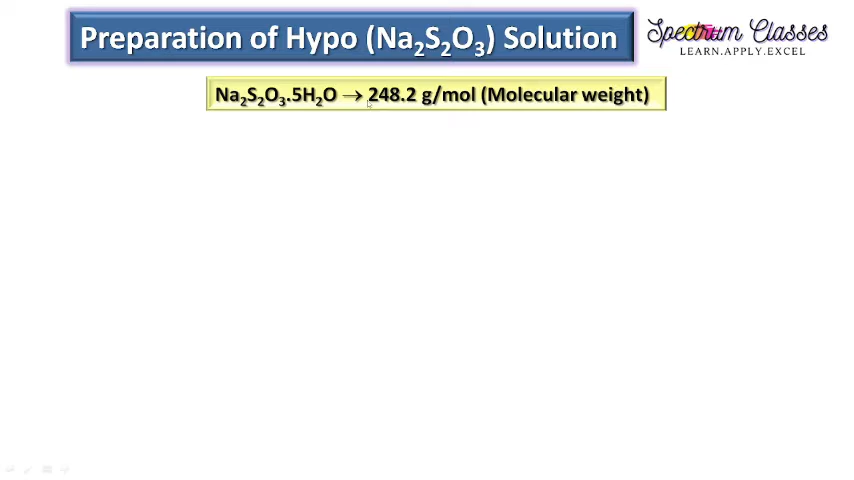 Preparation of Hypo (Na₂S₂O₃) Solution
Spectrum Classes
LEARN.APPLY.EXCEL
Na₂S₂O₃.5H₂O → 248.2 g/mol (Molecular weight)